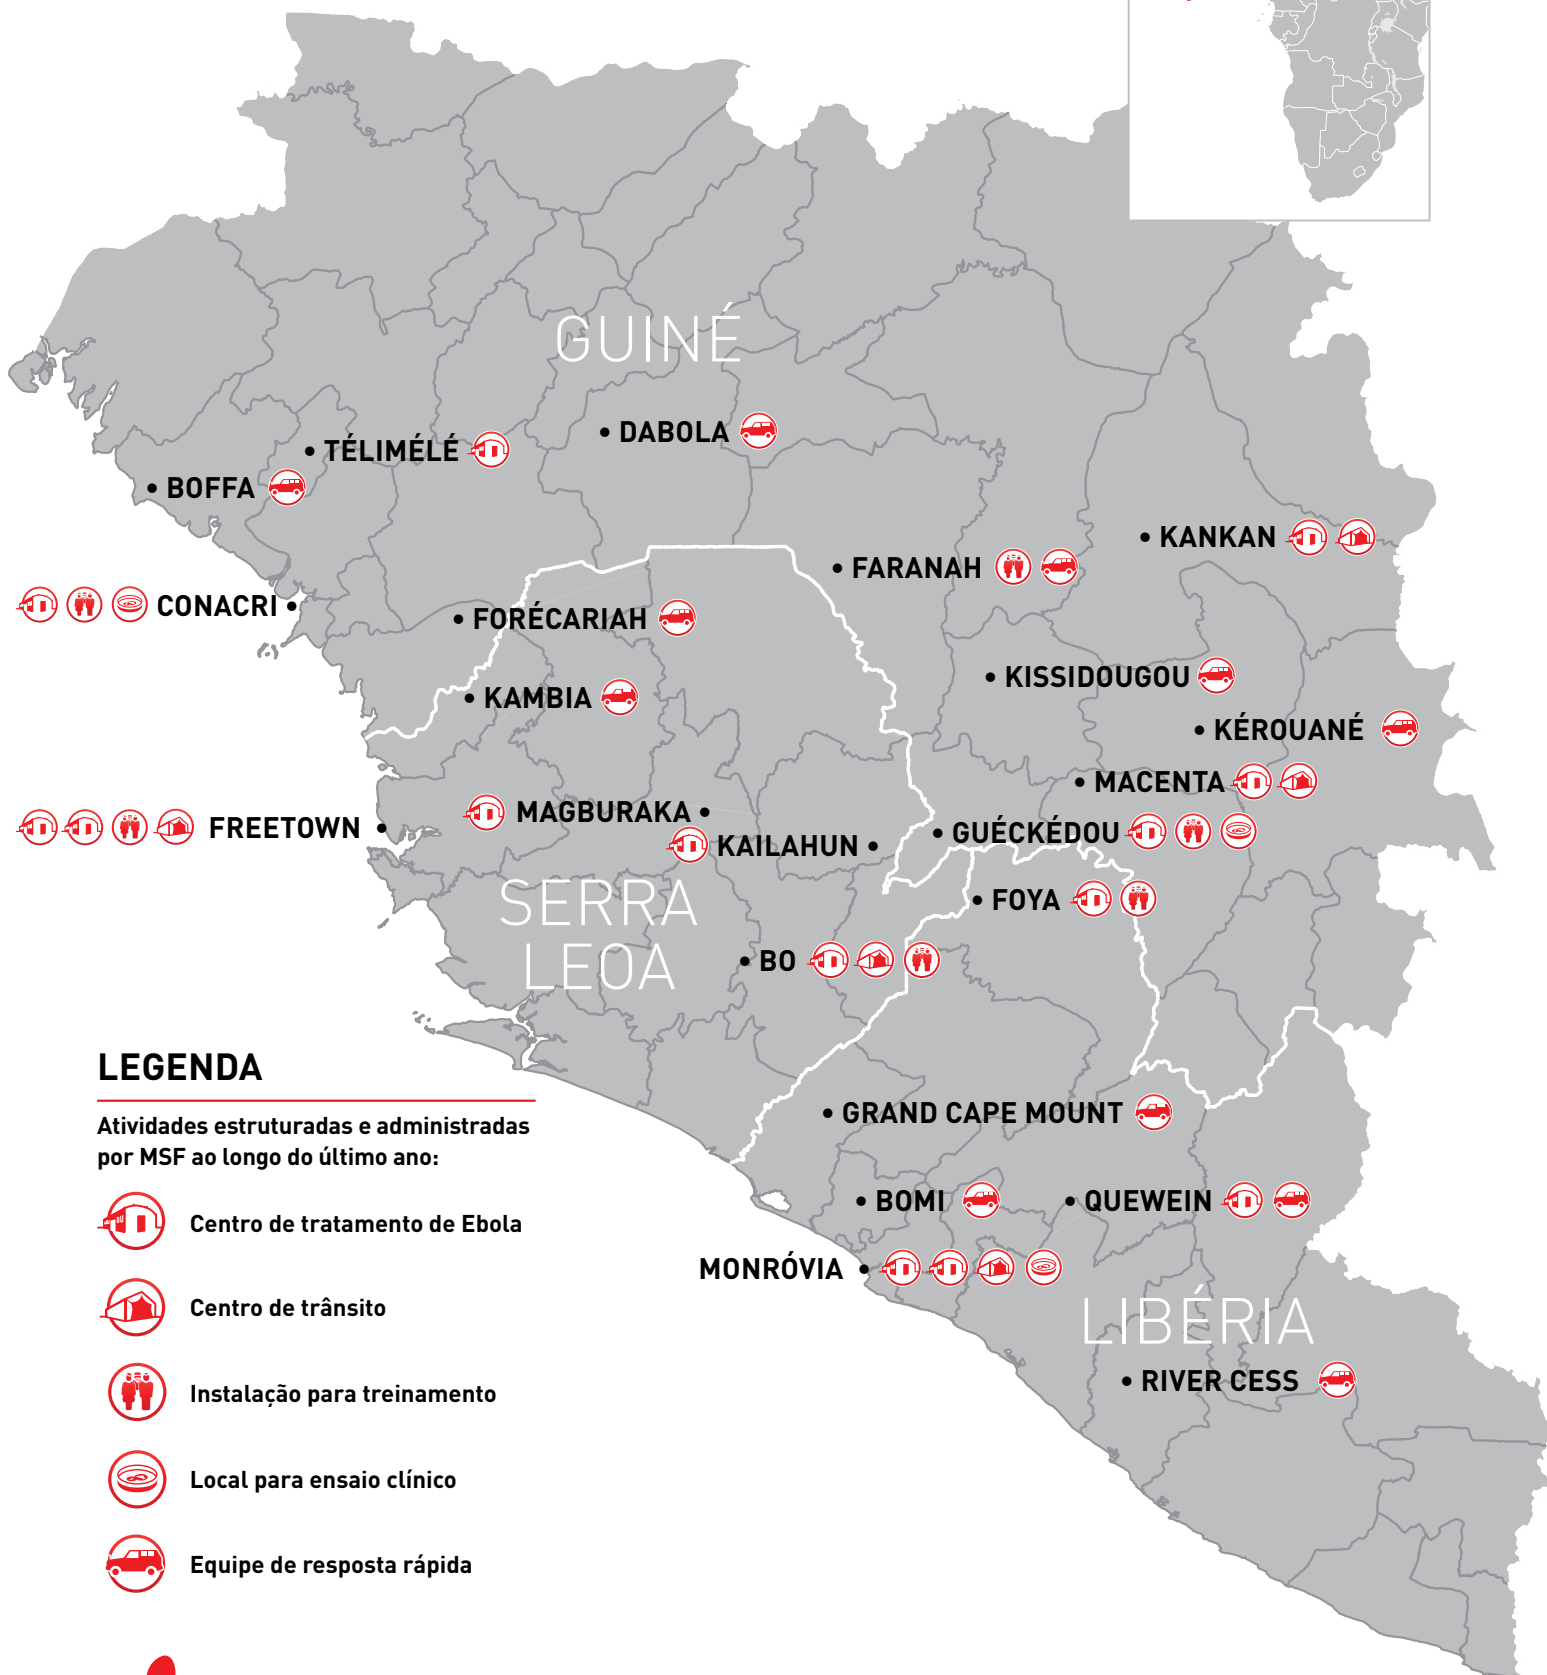 GUINÉ
• DABOLA
• TÉLIMÉLÉ
• BOFFA
• KANKAN
• FARANAH
CONACRI •
• FORÉCARIAH
• KISSIDOUGOU
• KAMBIA
• KÉROUANÉ
• MACENTA
MAGBURAKA •
FREETOWN •
• GUÉCKÉDOU
KAILAHUN •
• FOYA
SERRA
LEOA
• BO
LEGENDA
Atividades estruturadas e administradas
por MSF ao longo do último ano:
Centro de tratamento de Ebola
Centro de trânsito
Instalação para treinamento
Local para ensaio clínico
Equipe de resposta rápida
• GRAND CAPE MOUNT
• BOMI
• QUEWEIN
MONRÓVIA •
LIBÉRIA
• RIVER CESS